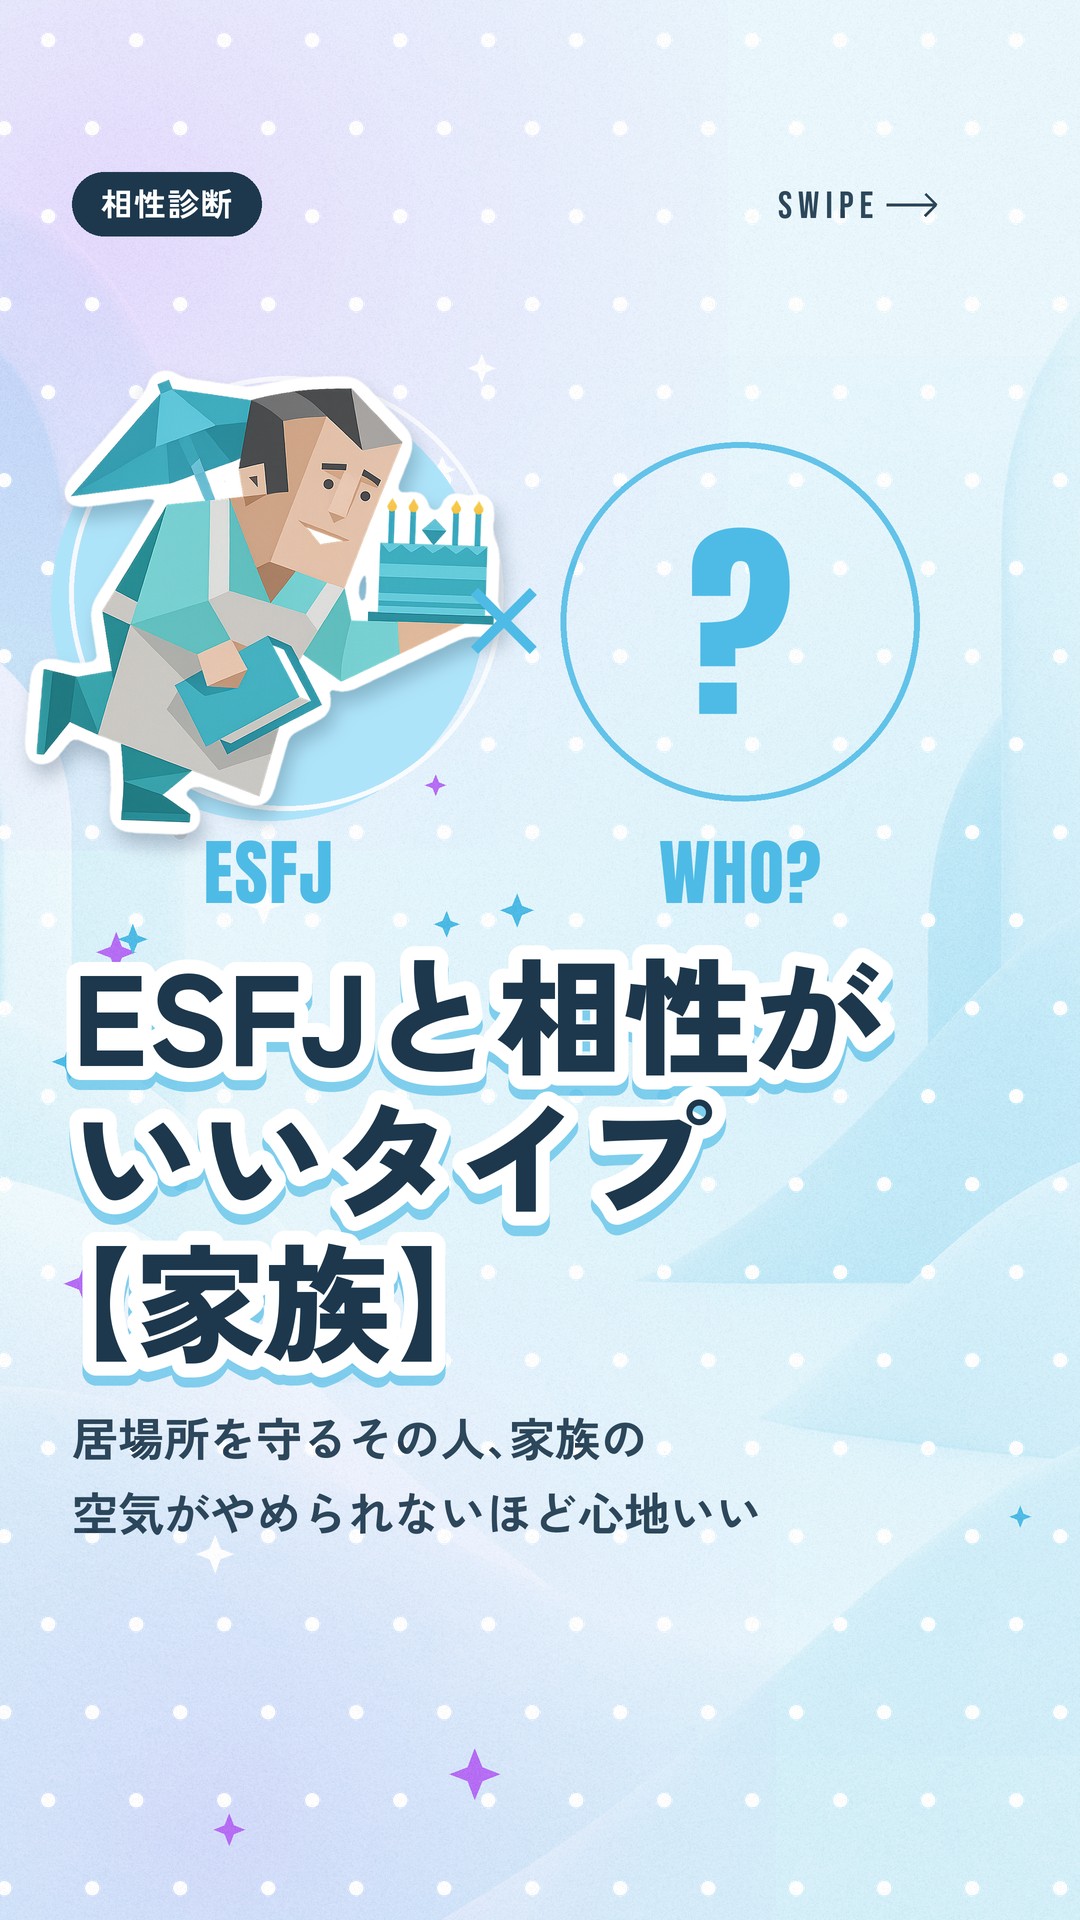 相性診断
SWIPE →
ESFJ
WHO?
?
ESFJと相性が
いいタイプ
【家族】
居場所を守るその人、家族の
空気がやめられないほど心地いい